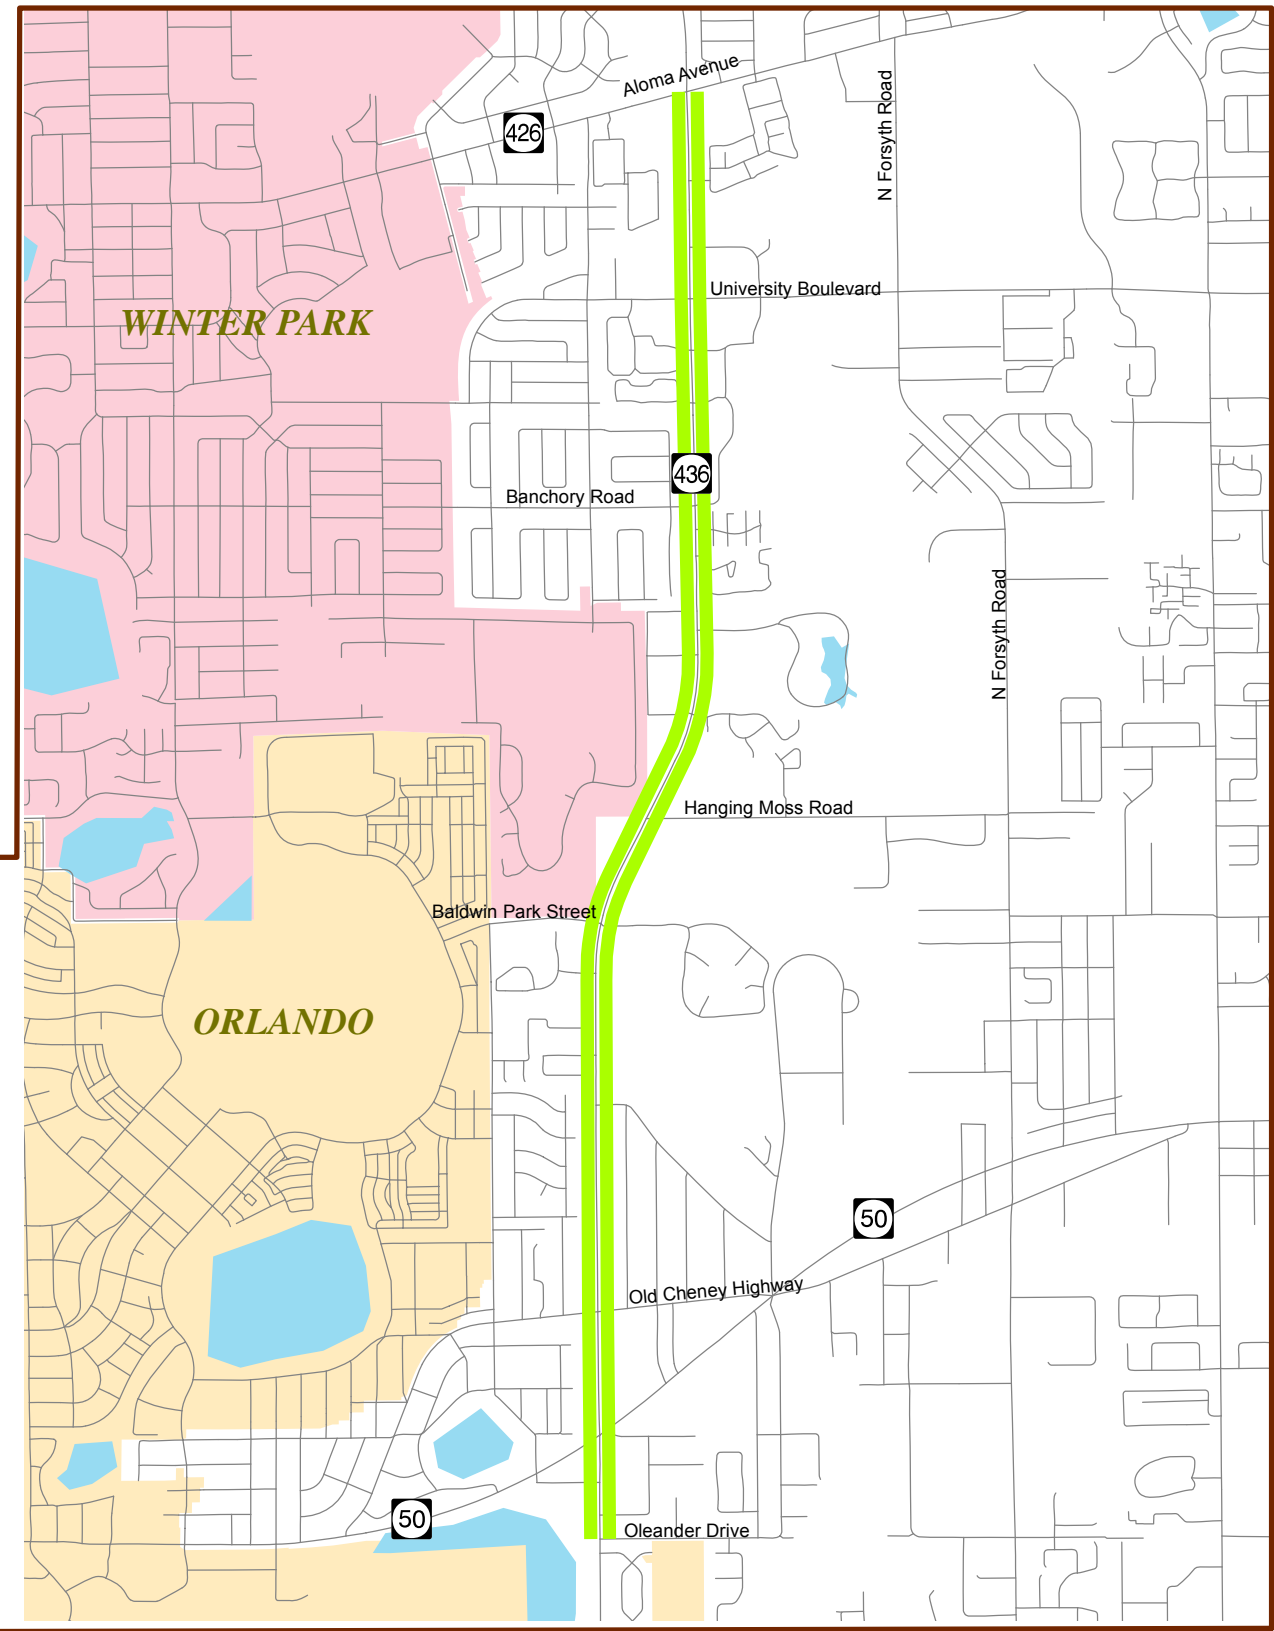 Aloma Avenue
426
N Forsyth Road
University Boulevard
WINTER PARK
436
Banchory Road
N Forsyth Road
Hanging Moss Road
Baldwin Park Street
ORLANDO
50
Old Cheney Highway
50
Oleander Drive